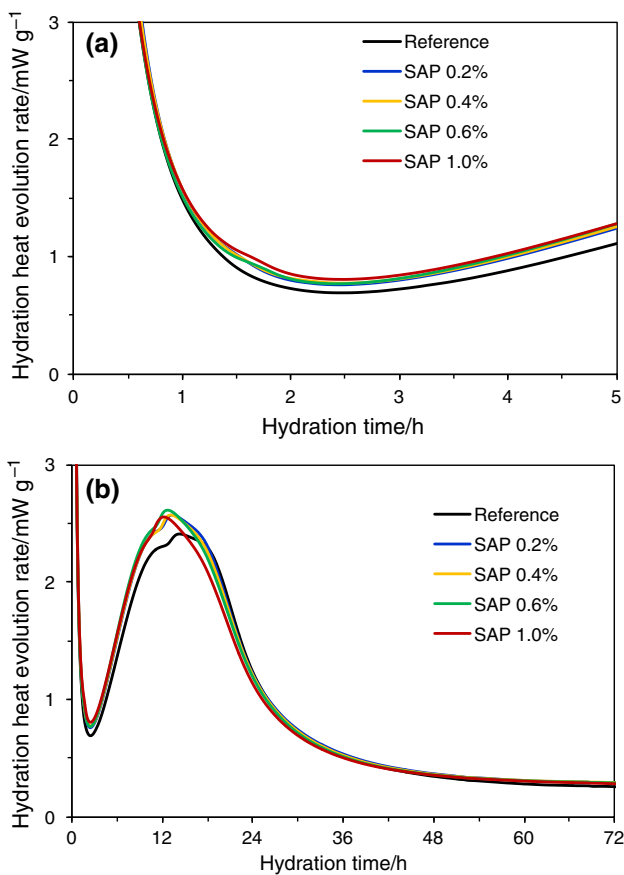 (a)
Hydration heat evolution rate/mW g⁻¹
3
2
1
0
Reference
SAP 0.2%
SAP 0.4%
SAP 0.6%
SAP 1.0%
0 1 2 3 4 5
Hydration time/h
(b)
Hydration heat evolution rate/mW g⁻¹
3
2
1
0
Reference
SAP 0.2%
SAP 0.4%
SAP 0.6%
SAP 1.0%
0 12 24 36 48 60 72
Hydration time/h